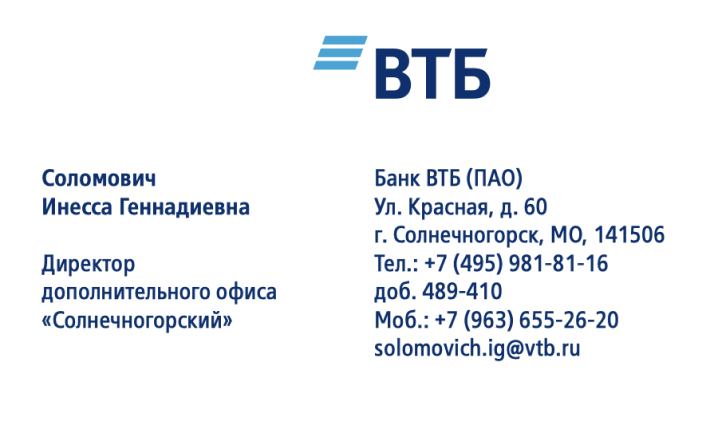 ВТБ
Соломович
Инесса Геннадиевна
Директор
дополнительного офиса
«Солнечногорский»
Банк ВТБ (ПАО)
Ул. Красная, д. 60
г. Солнечногорск, МО, 141506
Тел.: +7 (495) 981-81-16
доб. 489-410
Моб.: +7 (963) 655-26-20
solomovich.ig@vtb.ru